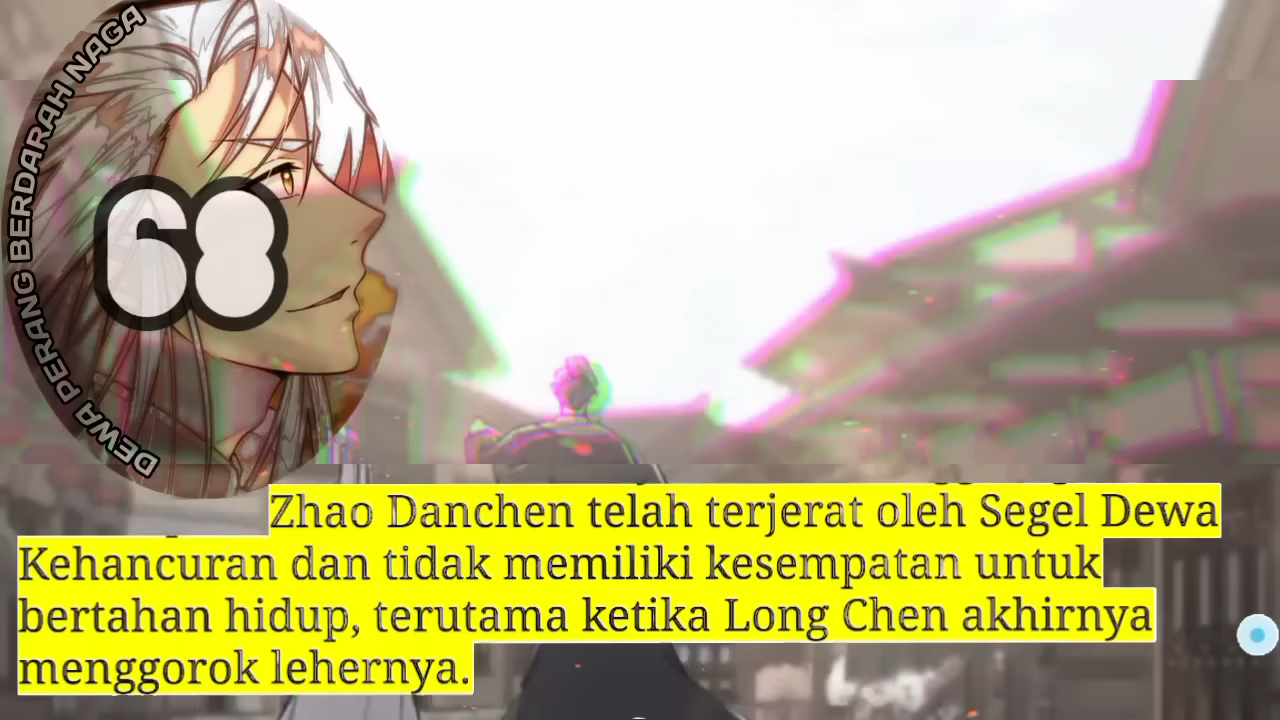 DEWA PERANG BERDARAH NAGA
68
Zhao Danchen telah terjerat oleh Segel Dewa
Kehancuran dan tidak memiliki kesempatan untuk
bertahan hidup, terutama ketika Long Chen akhirnya
menggorok lehernya.